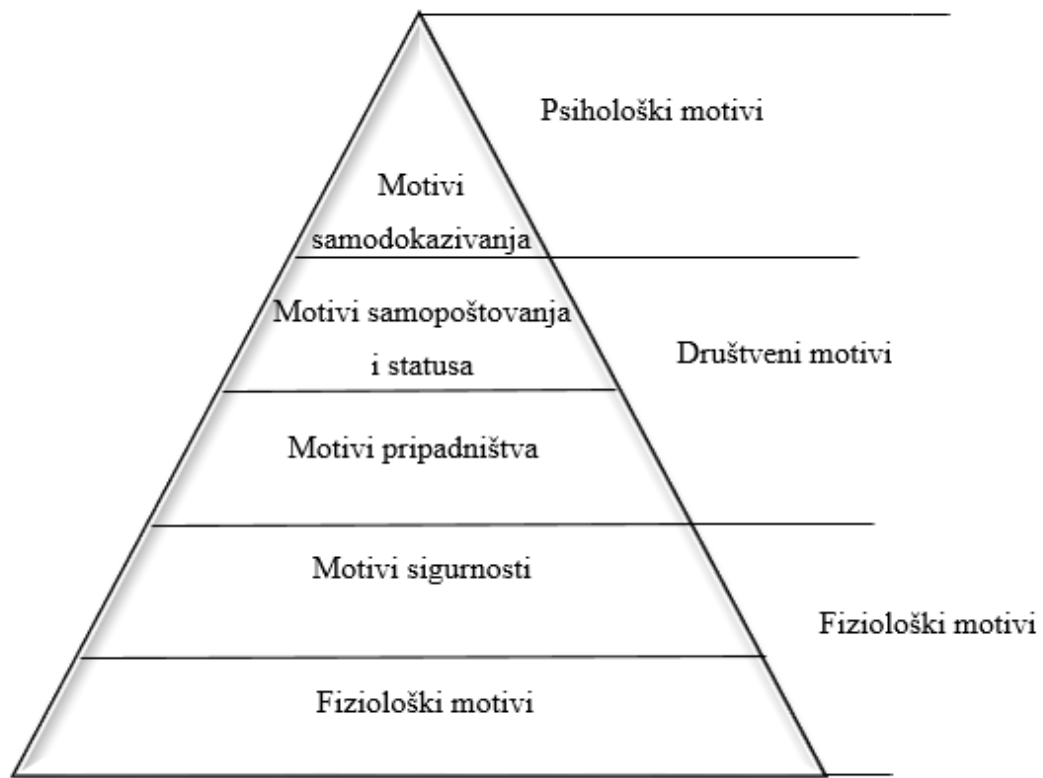 Psihološki motivi
Motivi
samodokazivanja
Motivi samopoštovanja
i statusa
Društveni motivi
Motivi pripadništva
Motivi sigurnosti
Fiziološki motivi
Fiziološki motivi